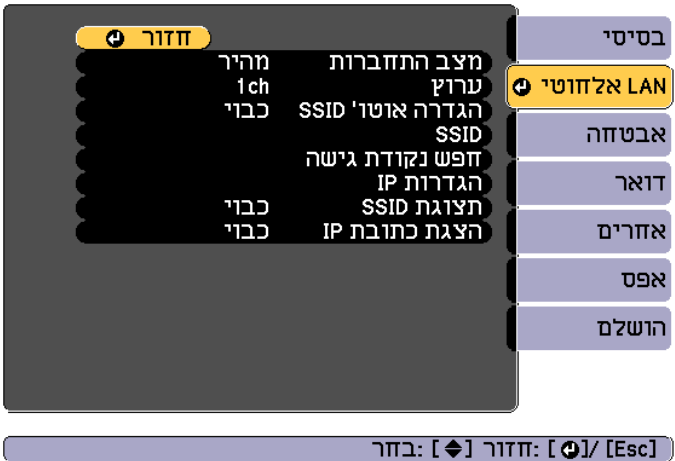 בסיסי
LAN אלחוטי
אבטחה
דואר
אחרים
אפס
הושלם
חזור
מצב התחברות מהיר
ערוץ 1ch
הגדרה אוטו' SSID כבוי
SSID
חפש נקודת גישה
הגדרות IP
תצוגת SSID כבוי
הצגת כתובת IP כבוי
[Esc] /[ ] :חזור [ ] :בחר